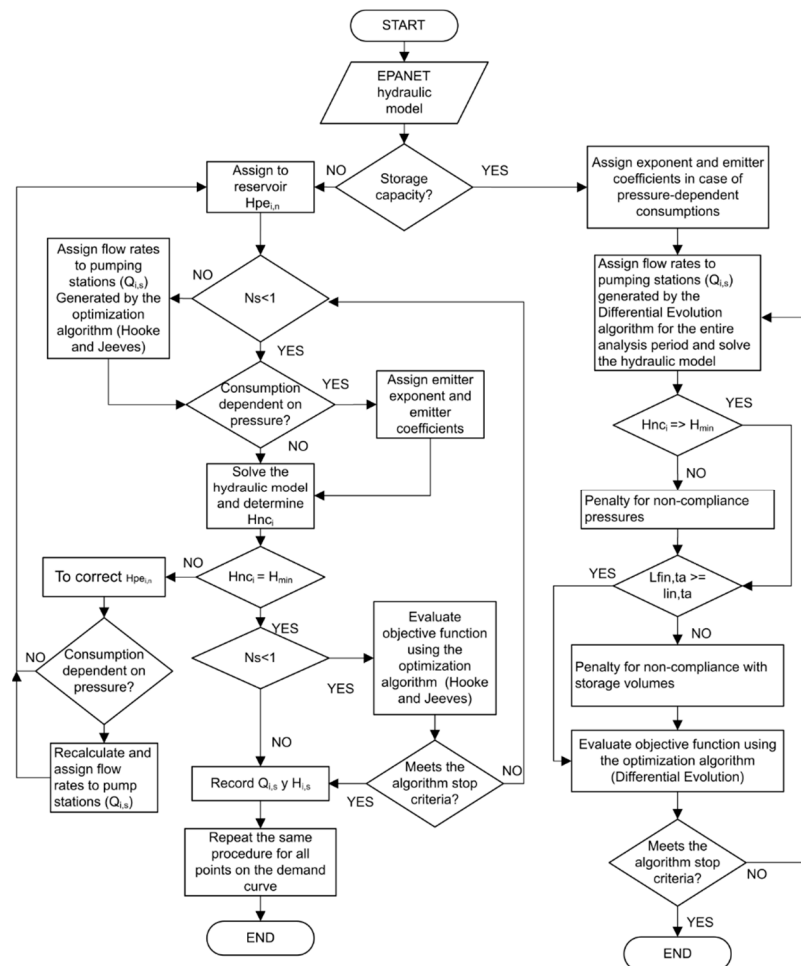 START
EPANET
hydraulic
model
Storage
capacity?
NO
YES
Assign to
reservoir
Hpei,n
Assign flow rates
to pumping
stations (Qi,s)
Generated by the
optimization
algorithm (Hooke
and Jeeves)
NO
Ns<1
YES
Consumption
dependent on
pressure?
YES
Assign emitter
exponent and
emitter
coefficients
NO
Solve the
hydraulic model
and determine
Hnci
Hnci = Hmin
NO
To correct Hpei,n
Consumption
dependent on
pressure?
NO
Recalculate and
assign flow
rates to pump
stations (Qi,s)
YES
Ns<1
YES
Evaluate
objective function
using the
optimization
algorithm (Hooke
and Jeeves)
NO
Meets the
algorithm stop
criteria?
NO
YES
Record Qi,s y Hi,s
Repeat the same
procedure for all
points on the
demand
curve
END
Assign exponent and emitter
coefficients in case of
pressure-dependent
consumptions
Assign flow rates to
pumping stations (Qi,s)
generated by the
Differential Evolution
algorithm for the entire
analysis period and solve
the hydraulic model
YES
Hnci => Hmin
NO
Penalty for non-compliance
pressures
YES
Lfin,ta >=
lin,ta
NO
Penalty for non-compliance with
storage volumes
Evaluate objective function using
the optimization algorithm
(Differential Evolution)
Meets the
algorithm stop
criteria?
NO
YES
END